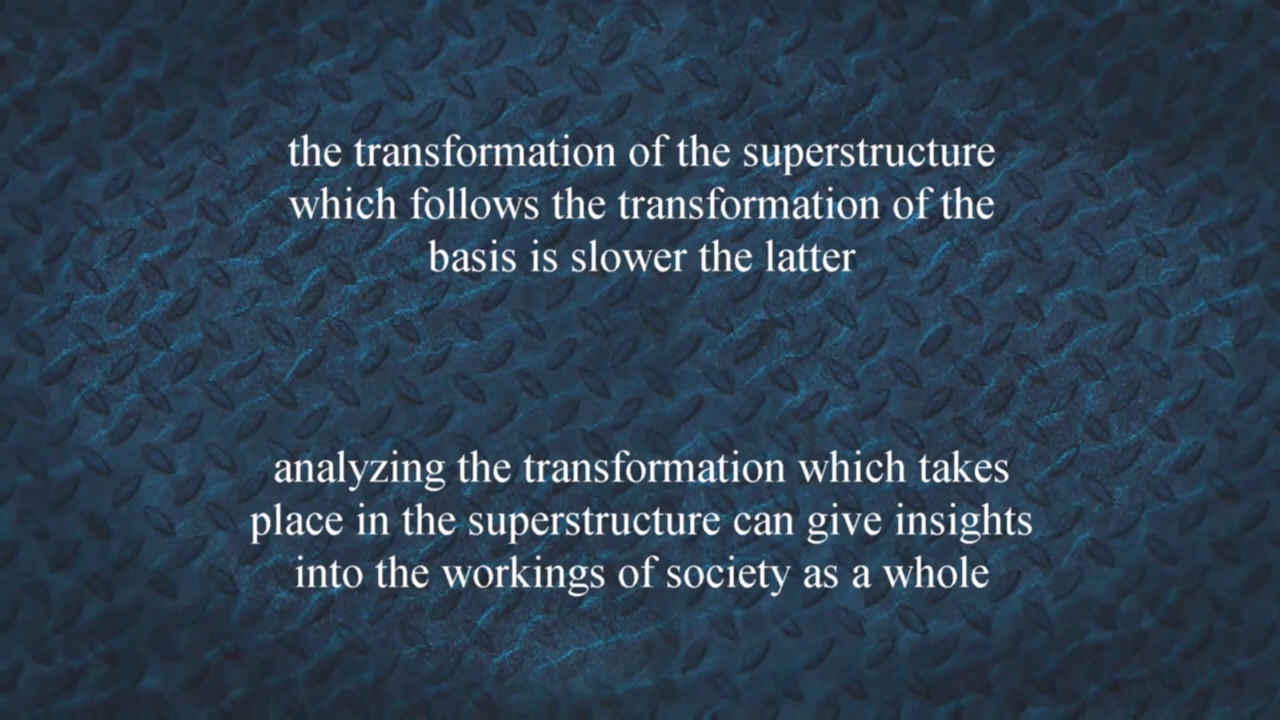 the transformation of the superstructure
which follows the transformation of the
basis is slower the latter
analyzing the transformation which takes
place in the superstructure can give insights
into the workings of society as a whole